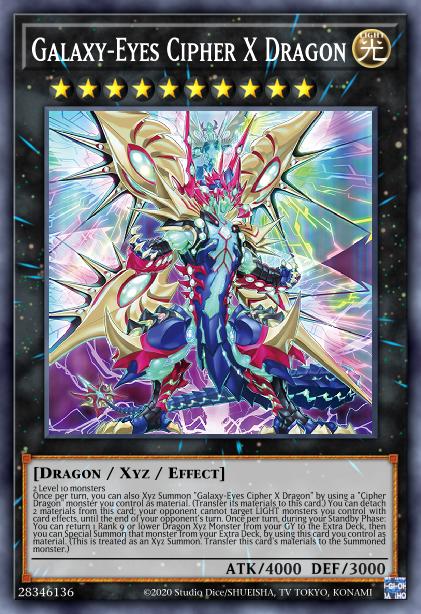 GALAXY-EYES CIPHER X DRAGON
LIGHT
光
[DRAGON / XYZ / EFFECT]
2 Level 10 monsters
Once per turn, you can also Xyz Summon "Galaxy-Eyes Cipher X Dragon" by using a "Cipher
Dragon" monster you control as material. (Transfer its materials to this card.) You can detach
2 materials from this card; your opponent cannot target LIGHT monsters you control with
card effects, until the end of your opponent's turn. Once per turn, during your Standby Phase:
You can return 1 Rank 9 or lower Dragon Xyz Monster from your GY to the Extra Deck, then
you can Special Summon that monster from your Extra Deck, by using this card you control as
material. (This is treated as an Xyz Summon. Transfer this card's materials to the Summoned
monster.)
ATK/4000 DEF/3000
28346136
©2020 Studio Dice/SHUEISHA, TV TOKYO, KONAMI